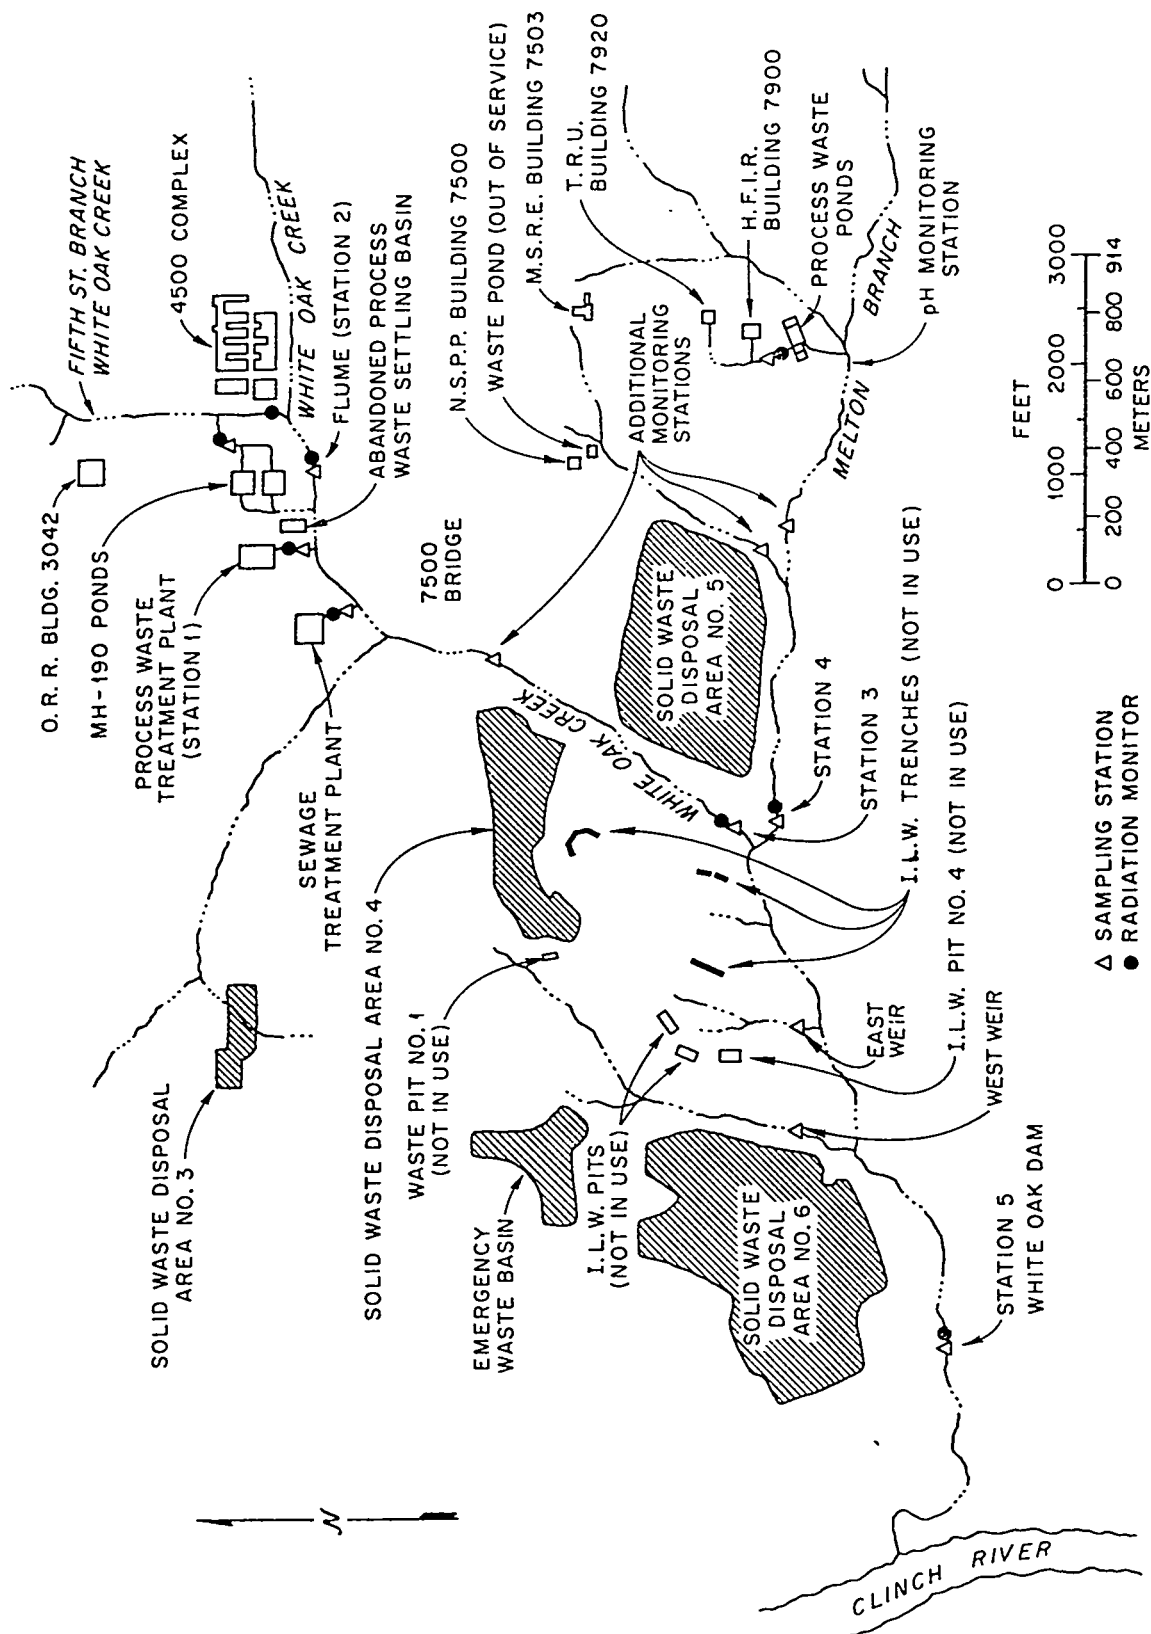 FIFTH ST. BRANCH
WHITE OAK CREEK
4500 COMPLEX
WHITE OAK CREEK
FLUME (STATION 2)
ABANDONED PROCESS
WASTE SETTLING BASIN
O.R.R. BLDG. 3042
MH-190 PONDS
PROCESS WASTE
TREATMENT PLANT
(STATION 1)
SEWAGE
TREATMENT PLANT
7500
BRIDGE
N.S.P.P. BUILDING 7500
WASTE POND (OUT OF SERVICE)
M.S.R.E. BUILDING 7503
T.R.U.
BUILDING 7920
H.F.I.R.
BUILDING 7900
PROCESS WASTE
PONDS
ADDITIONAL
MONITORING
STATIONS
MELTON BRANCH
pH MONITORING
STATION
SOLID WASTE
DISPOSAL
AREA NO. 5
WHITE OAK CREEK
STATION 4
STATION 3
I.L.W. TRENCHES (NOT IN USE)
I.L.W. PIT NO. 4 (NOT IN USE)
SOLID WASTE DISPOSAL
AREA NO. 3
SOLID WASTE DISPOSAL AREA NO. 4
WASTE PIT NO. 1
(NOT IN USE)
EMERGENCY
WASTE BASIN
I.L.W. PITS
(NOT IN USE)
SOLID WASTE
DISPOSAL
AREA NO. 6
EAST
WEIR
WEST WEIR
STATION 5
WHITE OAK DAM
N
CLINCH RIVER
FEET
0 1000 2000 3000
0 200 400 600 800 914
METERS
△ SAMPLING STATION
● RADIATION MONITOR